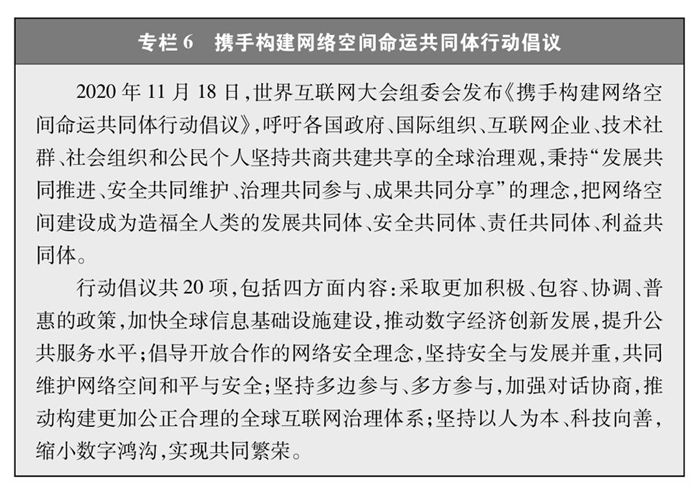 专栏 6 携手构建网络空间命运共同体行动倡议
2020 年 11 月 18 日，世界互联网大会组委会发布《携手构建网络空
间命运共同体行动倡议》，呼吁各国政府、国际组织、互联网企业、技术社
群、社会组织和公民个人坚持共商共建共享的全球治理观，秉持“发展共
同推进、安全共同维护、治理共同参与、成果共同分享”的理念，把网络空
间建设成为造福全人类的发展共同体、安全共同体、责任共同体、利益共
同体。
行动倡议共 20 项，包括四方面内容：采取更加积极、包容、协调、普
惠的政策，加快全球信息基础设施建设，推动数字经济创新发展，提升公
共服务水平；倡导开放合作的网络安全理念，坚持安全与发展并重，共同
维护网络空间和平与安全；坚持多边参与、多方参与，加强对话协商，推
动构建更加公正合理的全球互联网治理体系；坚持以人为本、科技向善，
缩小数字鸿沟，实现共同繁荣。